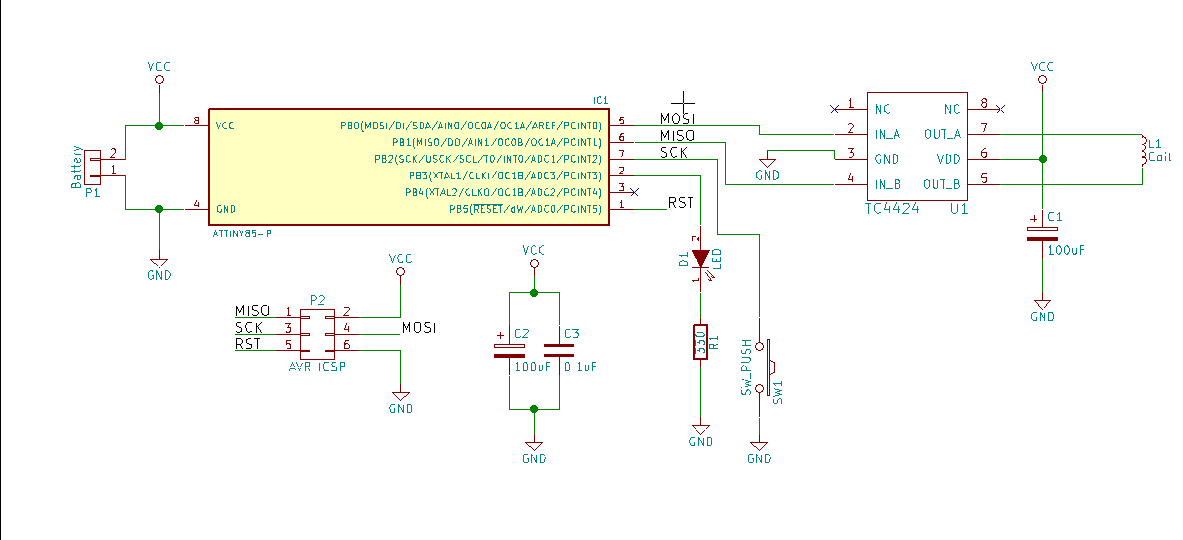 VCC
IC1
8 VCC
PB0(MOSI/DI/SDA/AIN0/OC0A/OC1A/AREF/PCINT0) 5 MOSI
PB1(MISO/DO/AIN1/OC0B/OC1A/PCINT1) 6 MISO
PB2(SCK/USCK/SCL/T0/INT0/ADC1/PCINT2) 7 SCK
PB3(XTAL1/CLKI/OC1B/ADC3/PCINT3) 2
PB4(XTAL2/CLKO/OC1B/ADC2/PCINT4) 3
4 GND
PB5(RESET/dW/ADC0/PCINT5) 1 RST
ATTINY85-P
Battery
2
1
P1
GND
VCC
1 NC
NC 8
2 IN_A
OUT_A 7
3 GND
VDD 6
4 IN_B
OUT_B 5
TC4424 U1
GND
L1
Coil
C1
100uF
GND
P2
VCC
MISO 1
2
SCK 3
4 MOSI
RST 5
6
AVR ICSP
GND
VCC
C2
100uF
C3
0.1uF
GND
D1
2
1
LED
330
R1
GND
SW_PUSH
SW1
GND